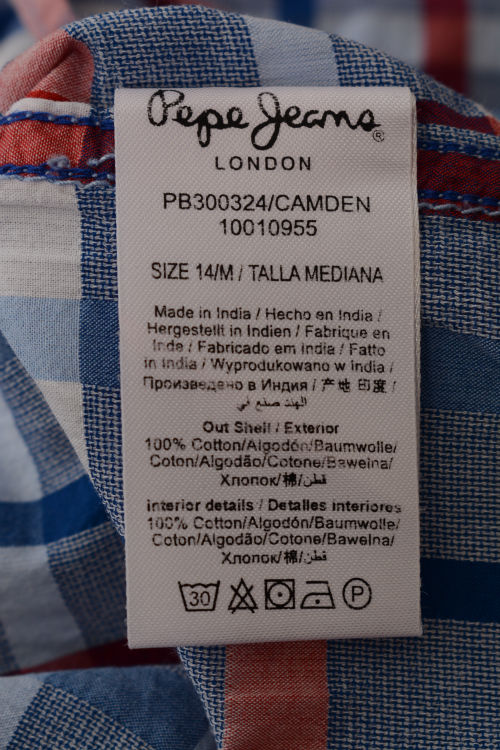 Pepe Jeans®
LONDON
PB300324/CAMDEN
10010955
SIZE 14/M / TALLA MEDIANA
Made in India / Hecho en India /
Hergestellt in Indien / Fabrique en
Inde / Fabricado em India / Fatto
in India / Wyprodukowano w India /
Произведено в Индия / 产地 印度 /
الهند صنع في
Out Shell / Exterior
100% Cotton/Algodón/Baumwolle/
Coton/Algodão/Cotone/Bawelna/
Хлопок/棉/قطن
Interior details / Detalles interiores
100% Cotton/Algodón/Baumwolle/
Coton/Algodão/Cotone/Bawelna/
Хлопок/棉/قطن
30 P